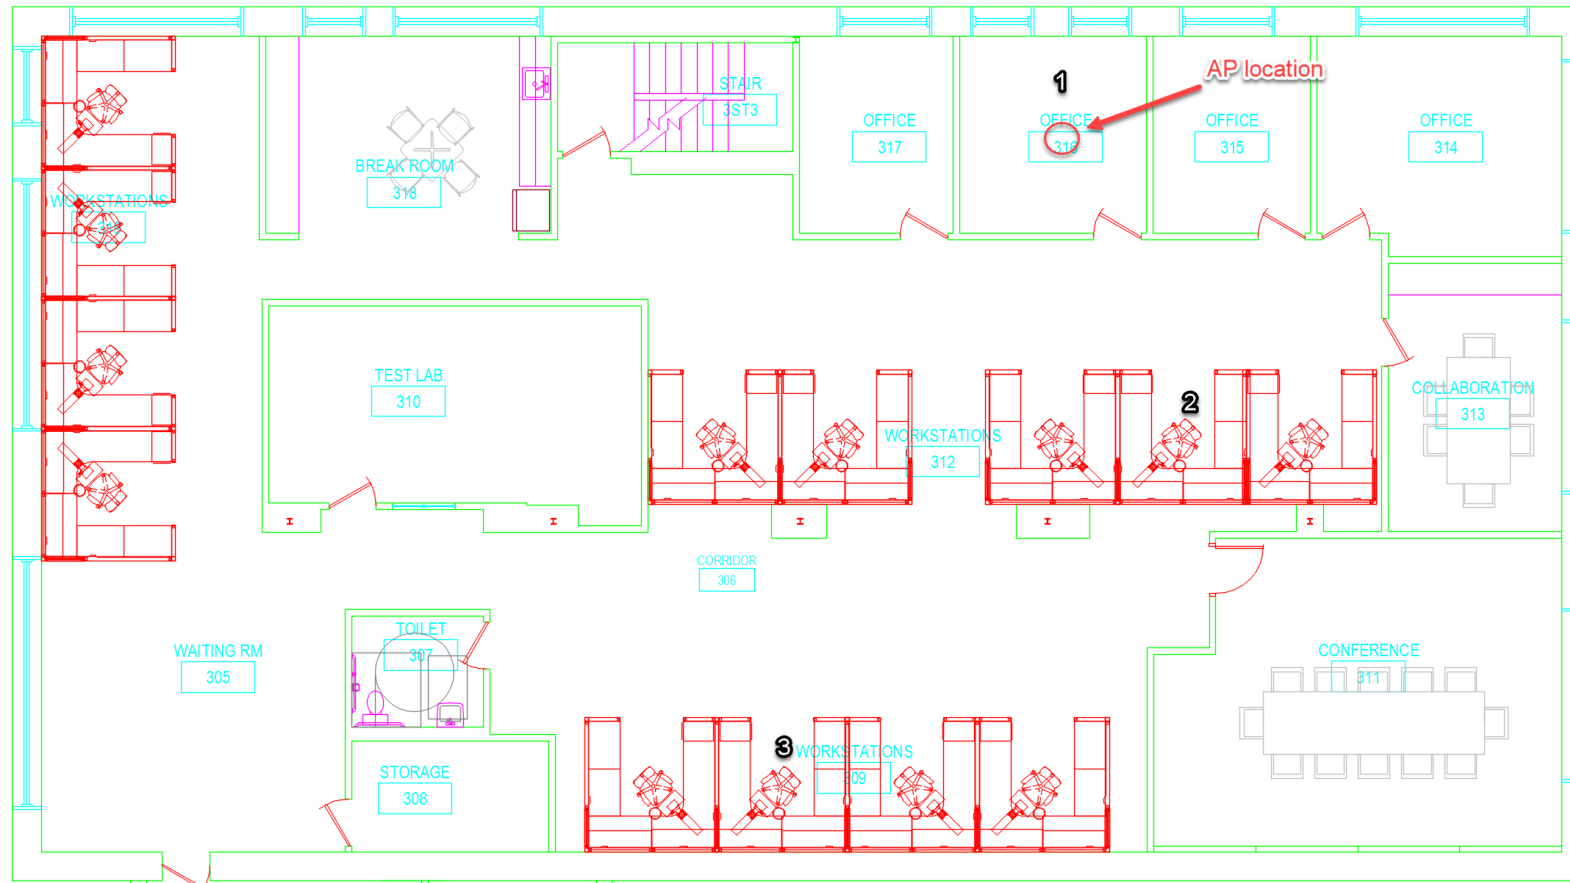 AP location
1
STAIR
3ST3
OFFICE
317
OFFICE
316
OFFICE
315
OFFICE
314
BREAK ROOM
318
WORKSTATIONS
TEST LAB
310
2
COLLABORATION
313
WORKSTATIONS
312
CORRIDOR
306
TOILET
307
WAITING RM
305
CONFERENCE
311
3
WORKSTATIONS
309
STORAGE
308
H
H
H
H
H